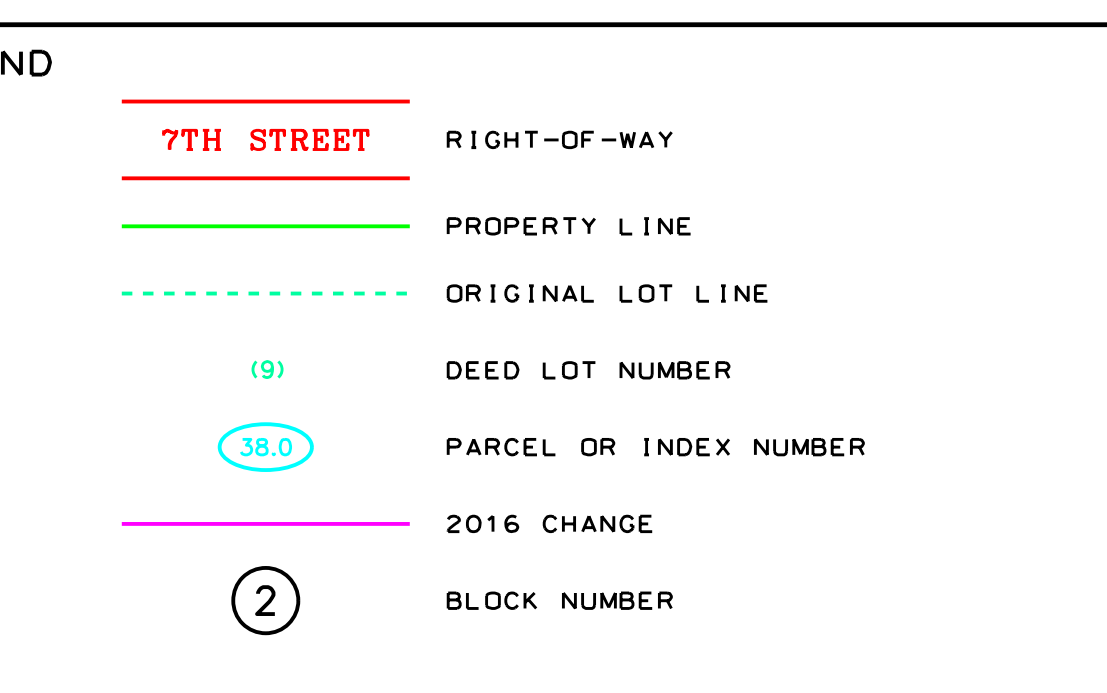 ND
7TH STREET RIGHT-OF-WAY
PROPERTY LINE
ORIGINAL LOT LINE
(9) DEED LOT NUMBER
38.0 PARCEL OR INDEX NUMBER
2016 CHANGE
2 BLOCK NUMBER